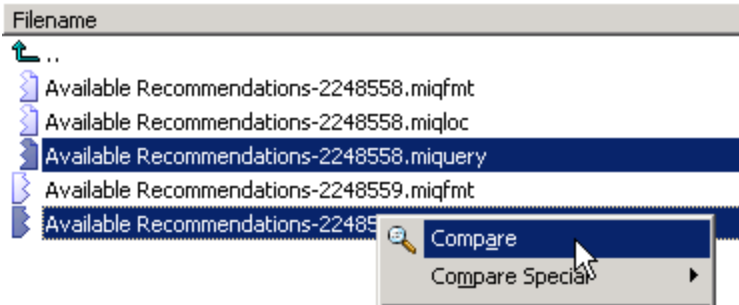 Filename
..
Available Recommendations-2248558.miqfmt
Available Recommendations-2248558.miqloc
Available Recommendations-2248558.miquery
Available Recommendations-2248559.miqfmt
Available Recommendations-22485
Compare
Compare Special